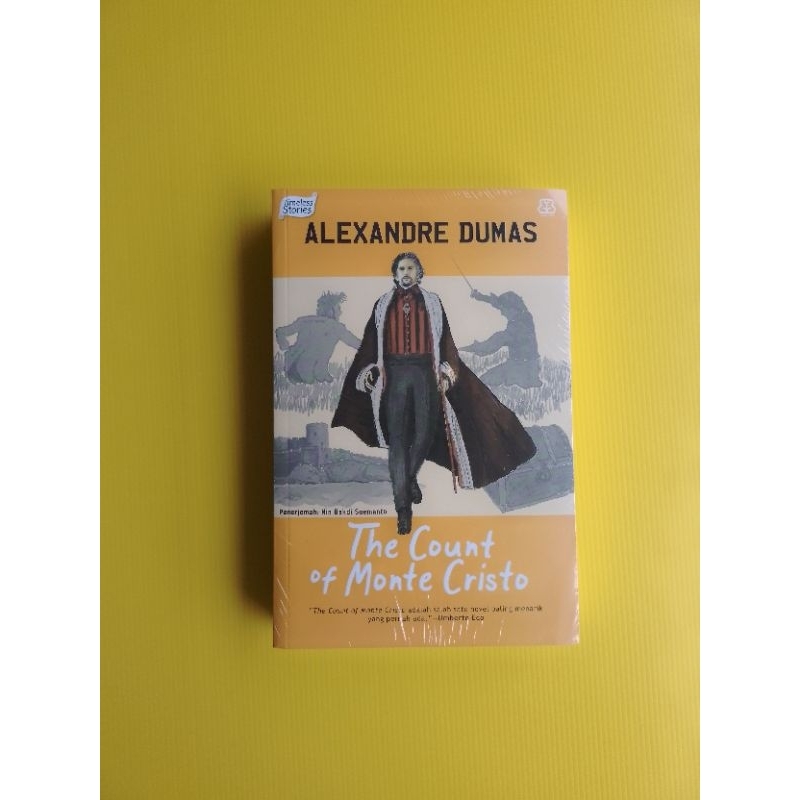 Timeless
Stories
ALEXANDRE DUMAS
Penerjemah: Nin Bakdi Soemanto
The Count
of Monte Cristo
"The Count of Monte Cristo adalah salah satu novel paling menarik
yang pernah ada." —Umberto Eco